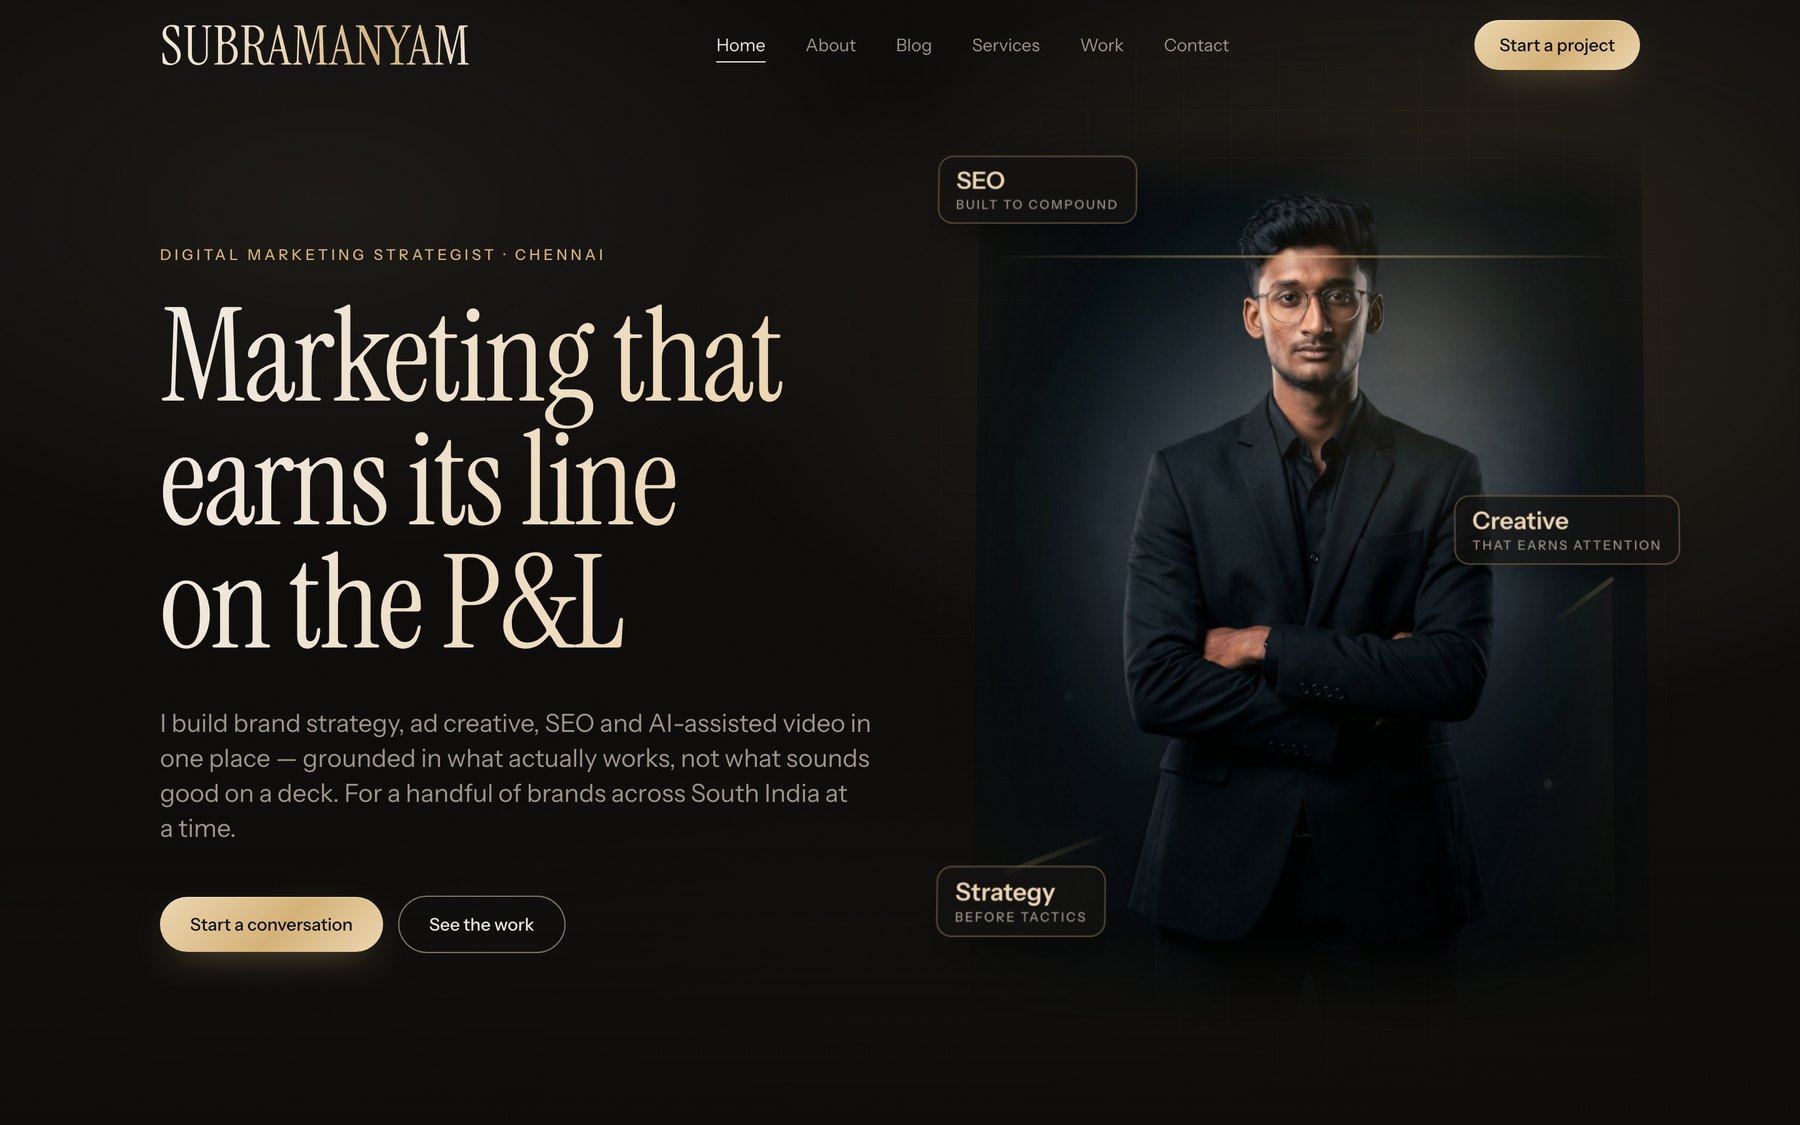 SUBRAMANYAM
Home About Blog Services Work Contact
Start a project
DIGITAL MARKETING STRATEGIST · CHENNAI
Marketing that
earns its line
on the P&L
I build brand strategy, ad creative, SEO and AI-assisted video in
one place — grounded in what actually works, not what sounds
good on a deck. For a handful of brands across South India at
a time.
Start a conversation
See the work
SEO
BUILT TO COMPOUND
Creative
THAT EARNS ATTENTION
Strategy
BEFORE TACTICS